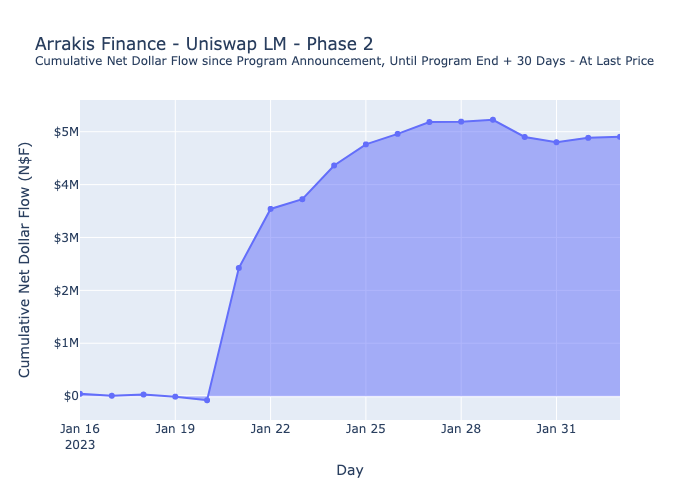 Arrakis Finance - Uniswap LM - Phase 2
Cumulative Net Dollar Flow since Program Announcement, Until Program End + 30 Days - At Last Price
Cumulative Net Dollar Flow (N$F)
$5M
$4M
$3M
$2M
$1M
$0
Jan 16
2023
Jan 19
Jan 22
Jan 25
Jan 28
Jan 31
Day